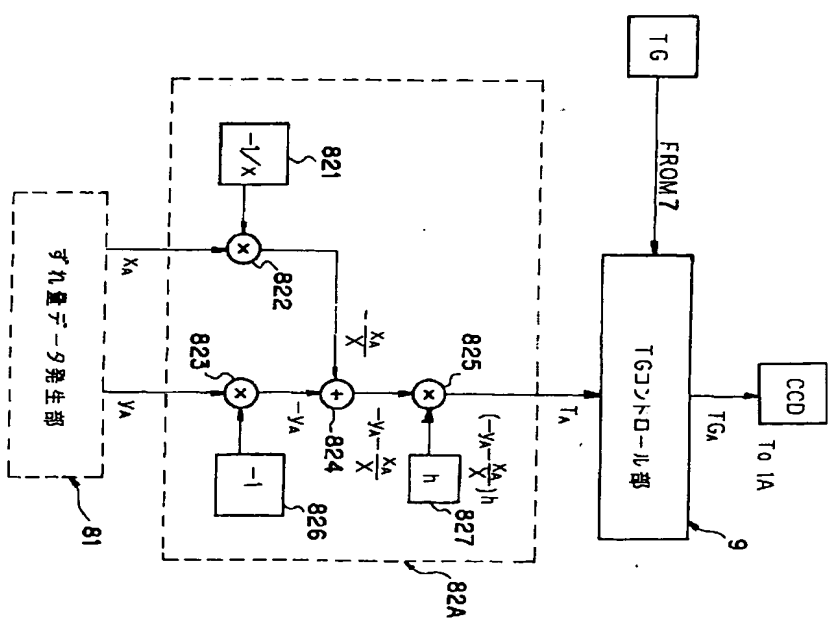 TG
FROM 7
CCD
To 1A
TGA
TGコントロール部
9
TA
(-yA-xA/X)h
825
h
827
-yA-xA/X
-xA/X
+
824
-yA
×
823
-1
826
821
-1/X
×
822
×
82A
xA
yA
ずれ量データ発生部
81